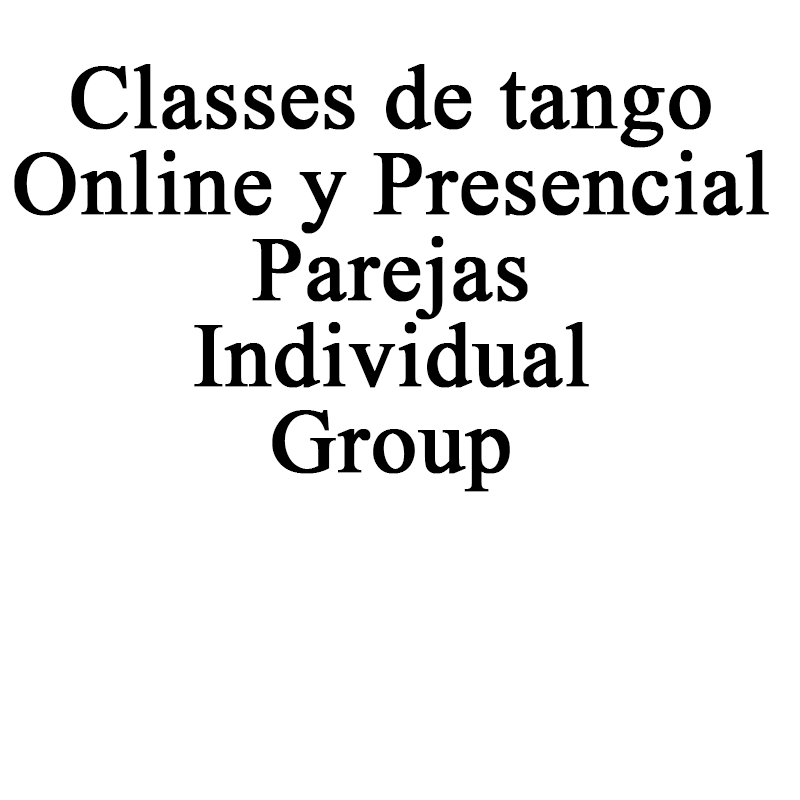 Classes de tango
Online y Presencial
Parejas
Individual
Group